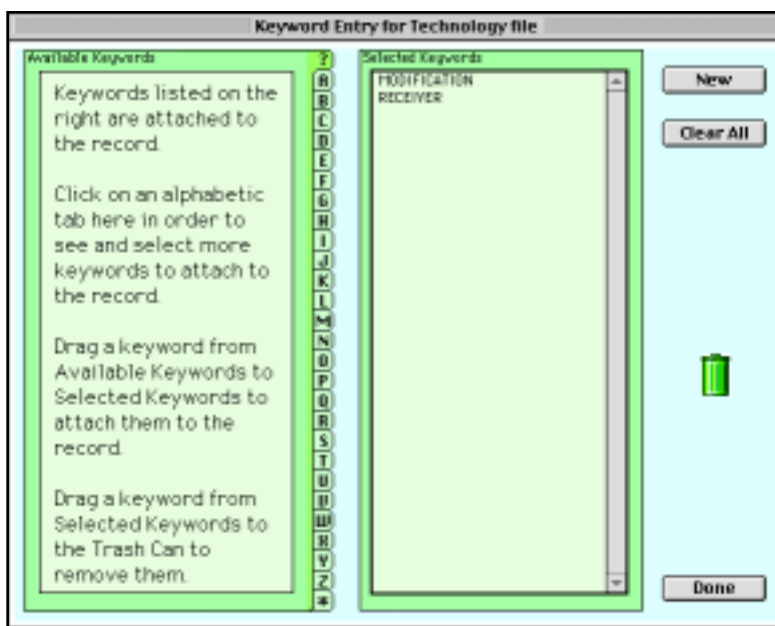 Keyword Entry for Technology file
Available Keywords
Keywords listed on the
right are attached to
the record.
Click on an alphabetic
tab here in order to
see and select more
keywords to attach to
the record.
Drag a keyword from
Available Keywords to
Selected Keywords to
attach them to the
record.
Drag a keyword from
Selected Keywords to
the Trash Can to
remove them.
?
A
B
C
D
E
F
G
H
I
J
K
L
M
N
O
P
Q
R
S
T
U
V
W
X
Y
Z
*
Selected Keywords
MODIFICATION
RECEIVER
New
Clear All
Done